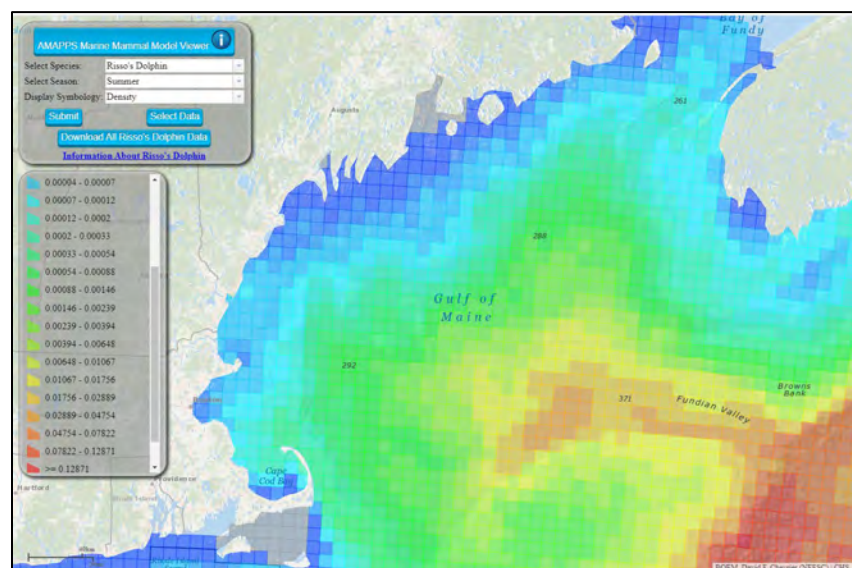 AMAPPS Marine Mammal Model Viewer
i
Select Species: Risso's Dolphin
Select Season: Summer
Display Symbology: Density
Submit
Select Data
Download All Risso's Dolphin Data
Information About Risso's Dolphin
0.00004 - 0.00007
0.00007 - 0.00012
0.00012 - 0.0002
0.0002 - 0.00033
0.00033 - 0.00054
0.00054 - 0.00088
0.00088 - 0.00146
0.00146 - 0.00239
0.00239 - 0.00394
0.00394 - 0.00648
0.00648 - 0.01067
0.01067 - 0.01756
0.01756 - 0.02889
0.02889 - 0.04754
0.04754 - 0.07822
0.07822 - 0.12871
>= 0.12871
Bay of
Fundy
261
Augusta
288
Gulf of
Maine
292
371
Fundian Valley
Browns
Bank
Cape
Cod Bay
Providence
Hartford